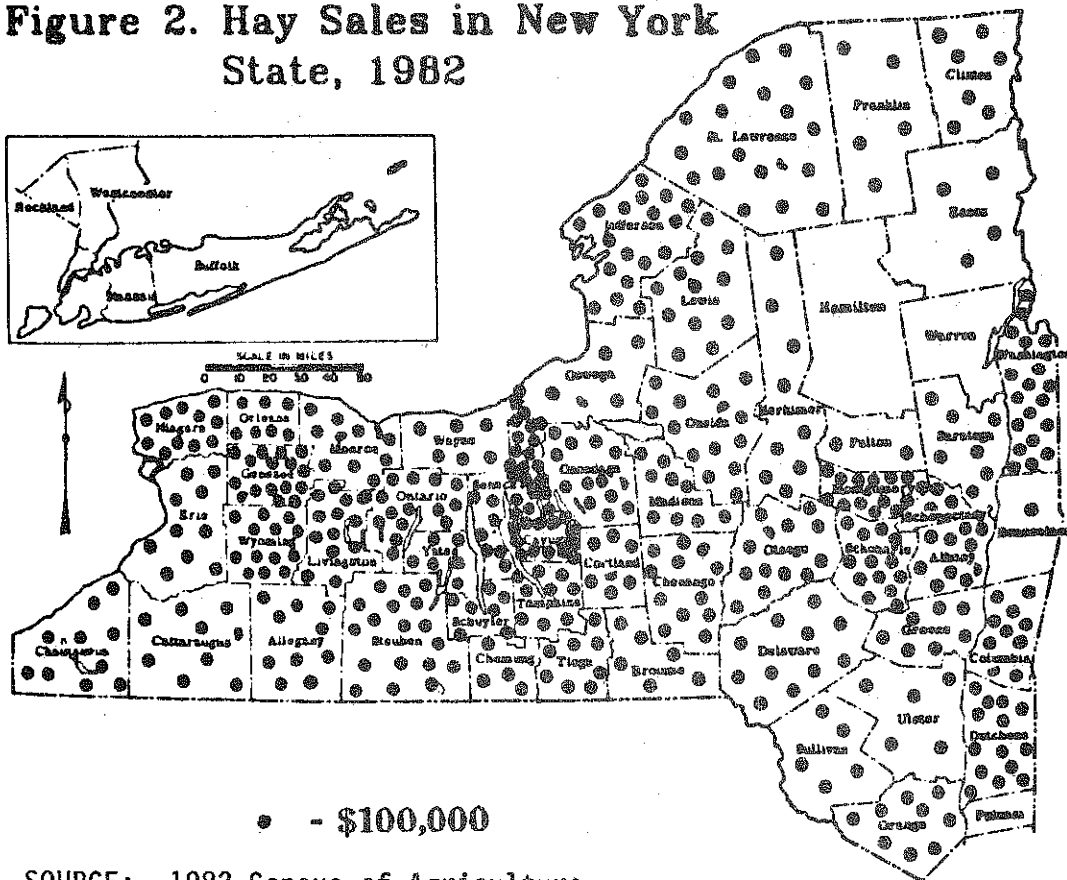 Figure 2. Hay Sales in New York
State, 1982
Clinton
Franklin
St. Lawrence
Essex
Rockland
Westchester
Suffolk
Nassau
Jefferson
Lewis
Hamilton
Warren
Washington
SCALE IN MILES
0 10 20 30 40 50
Oswego
Oneida
Herkimer
Fulton
Saratoga
Niagara
Orleans
Monroe
Wayne
Genesee
Ontario
Seneca
Onondaga
Madison
Montgomery
Schenectady
Rensselaer
Erie
Wyoming
Livingston
Yates
Cayuga
Cortland
Chenango
Otsego
Schoharie
Albany
Tompkins
Schuyler
Chautauqua
Cattaraugus
Allegany
Steuben
Chemung
Tioga
Broome
Delaware
Greene
Columbia
Ulster
Dutchess
Sullivan
Orange
Putnam
- $100,000
SOURCE: 1982 Census of Agriculture